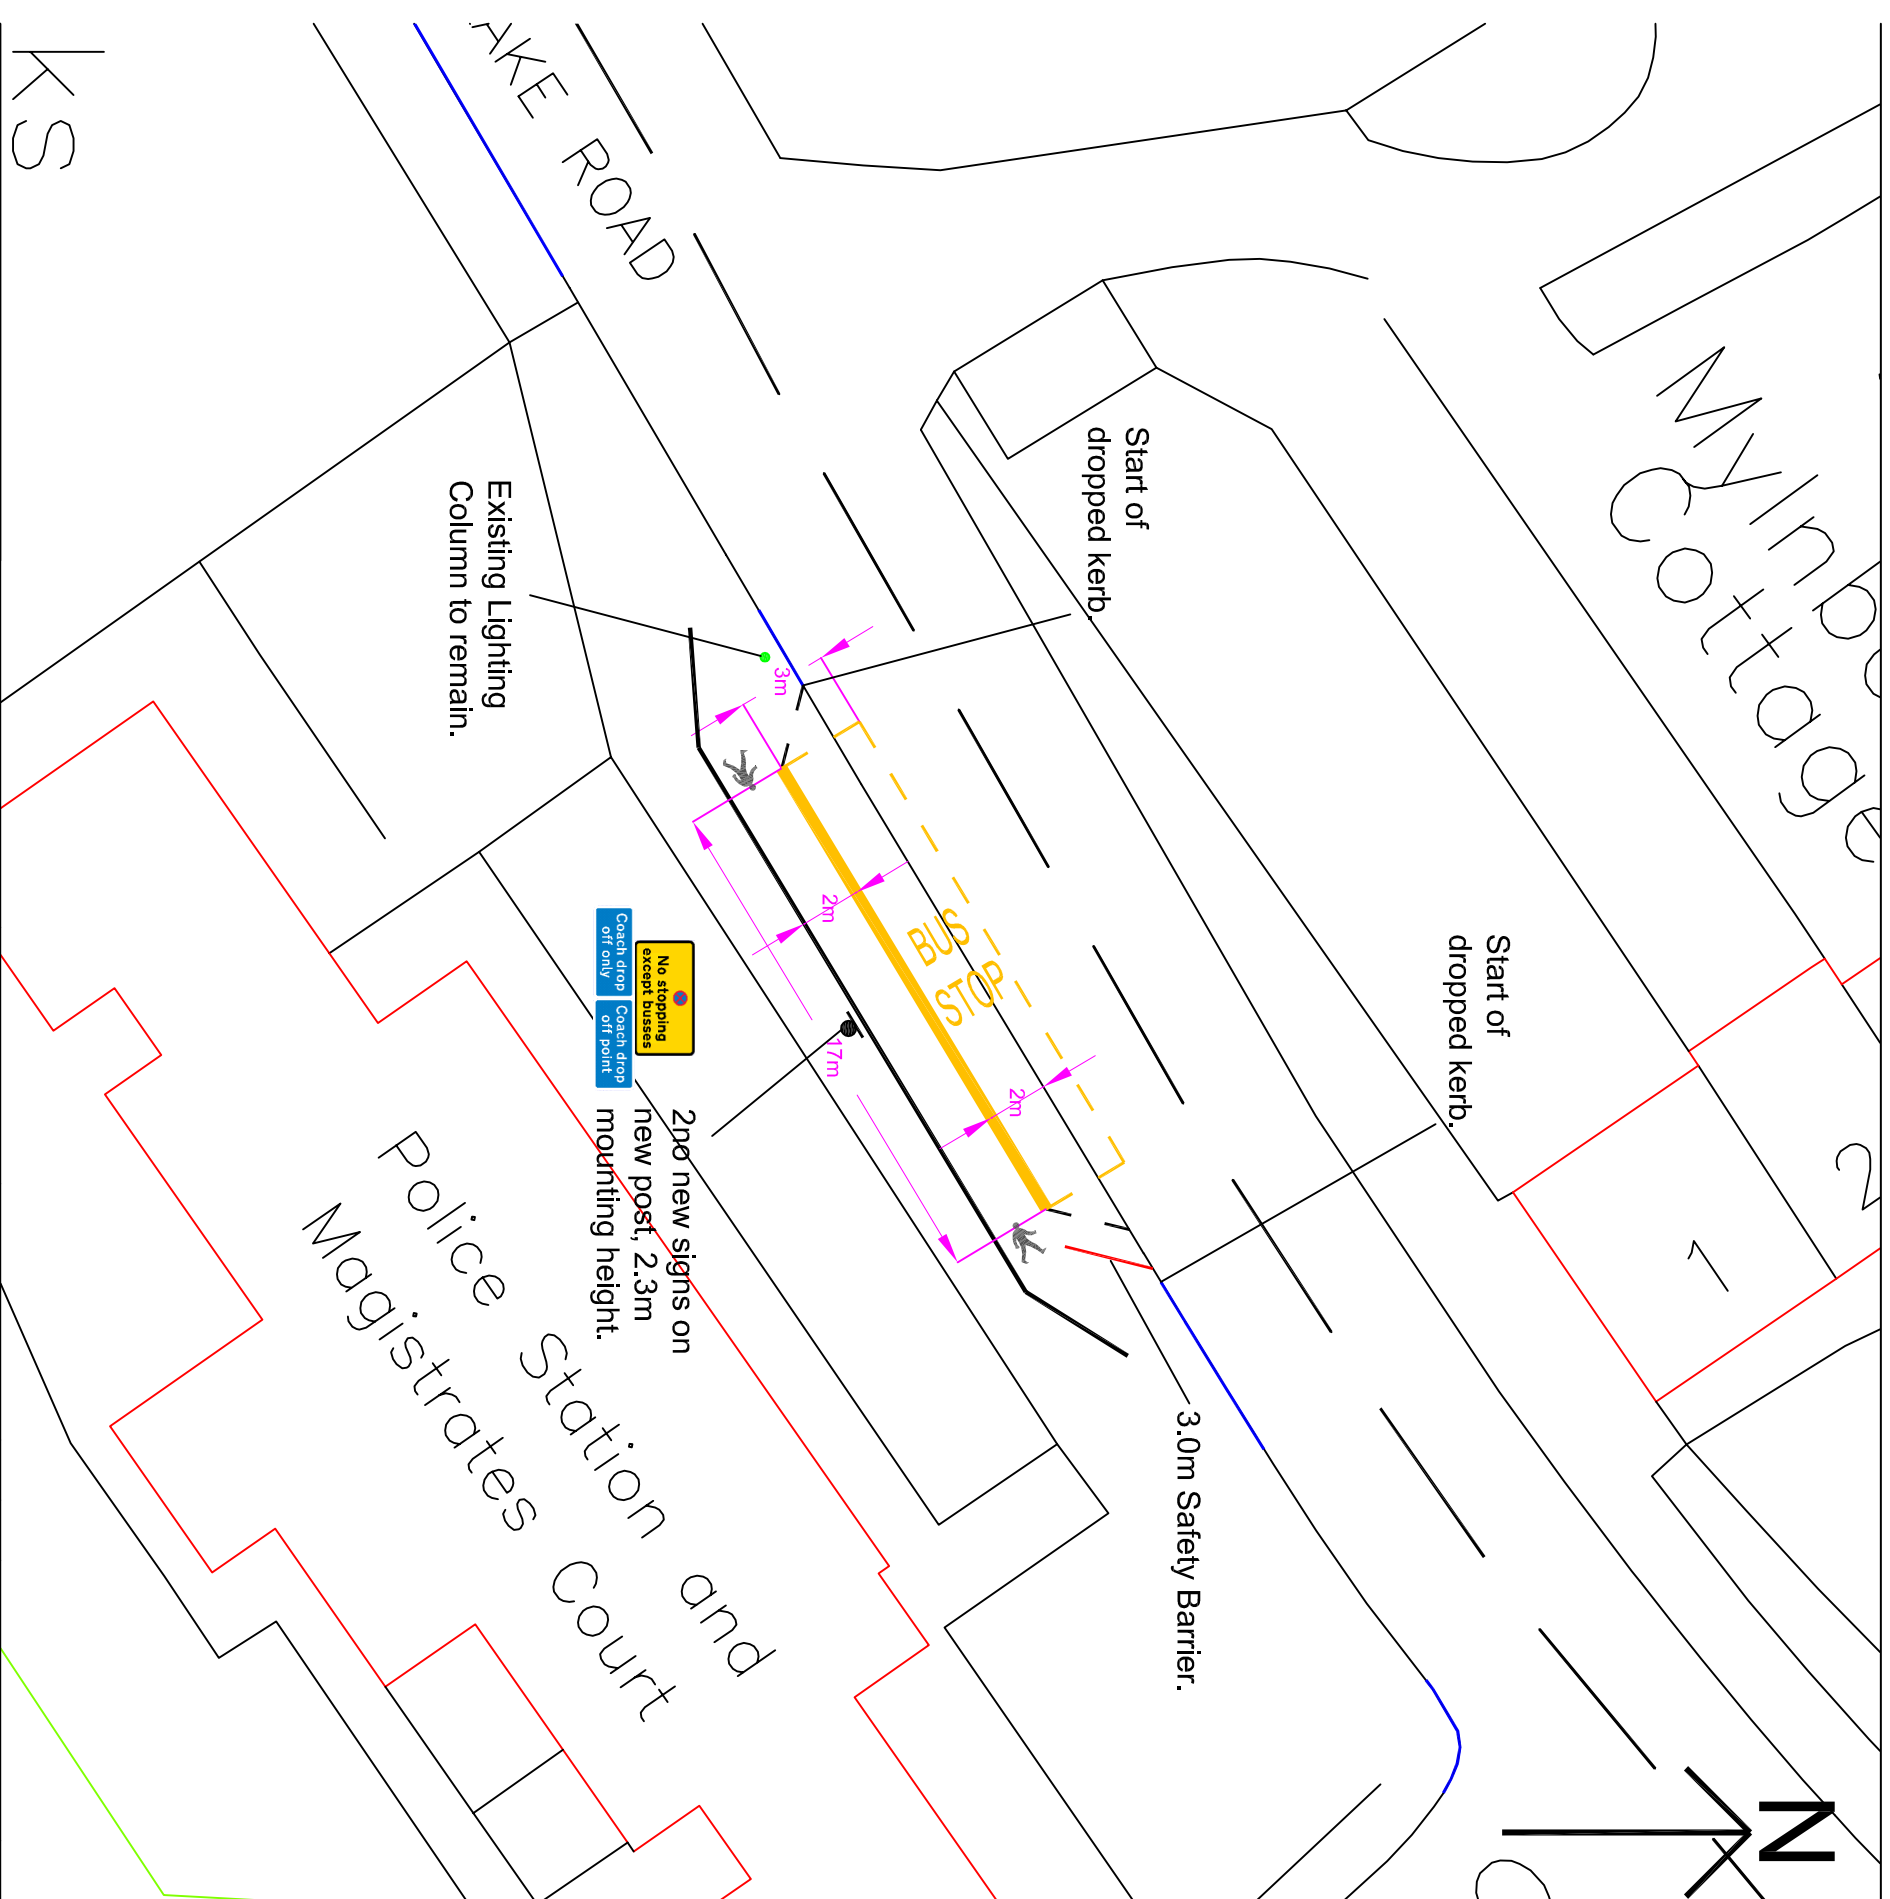 ks
AKE ROAD
Start of
dropped kerb.
Mylnbe
Cottage
Existing Lighting
Column to remain.
3m
2m
BUS
STOP
17m
2m
Start of
dropped kerb.
No stopping
except busses
Coach drop
off only
Coach drop
off point
2no new signs on
new post, 2.3m
mounting height.
Police Station and
Magistrates Court
3.0m Safety Barrier.
2
1
N